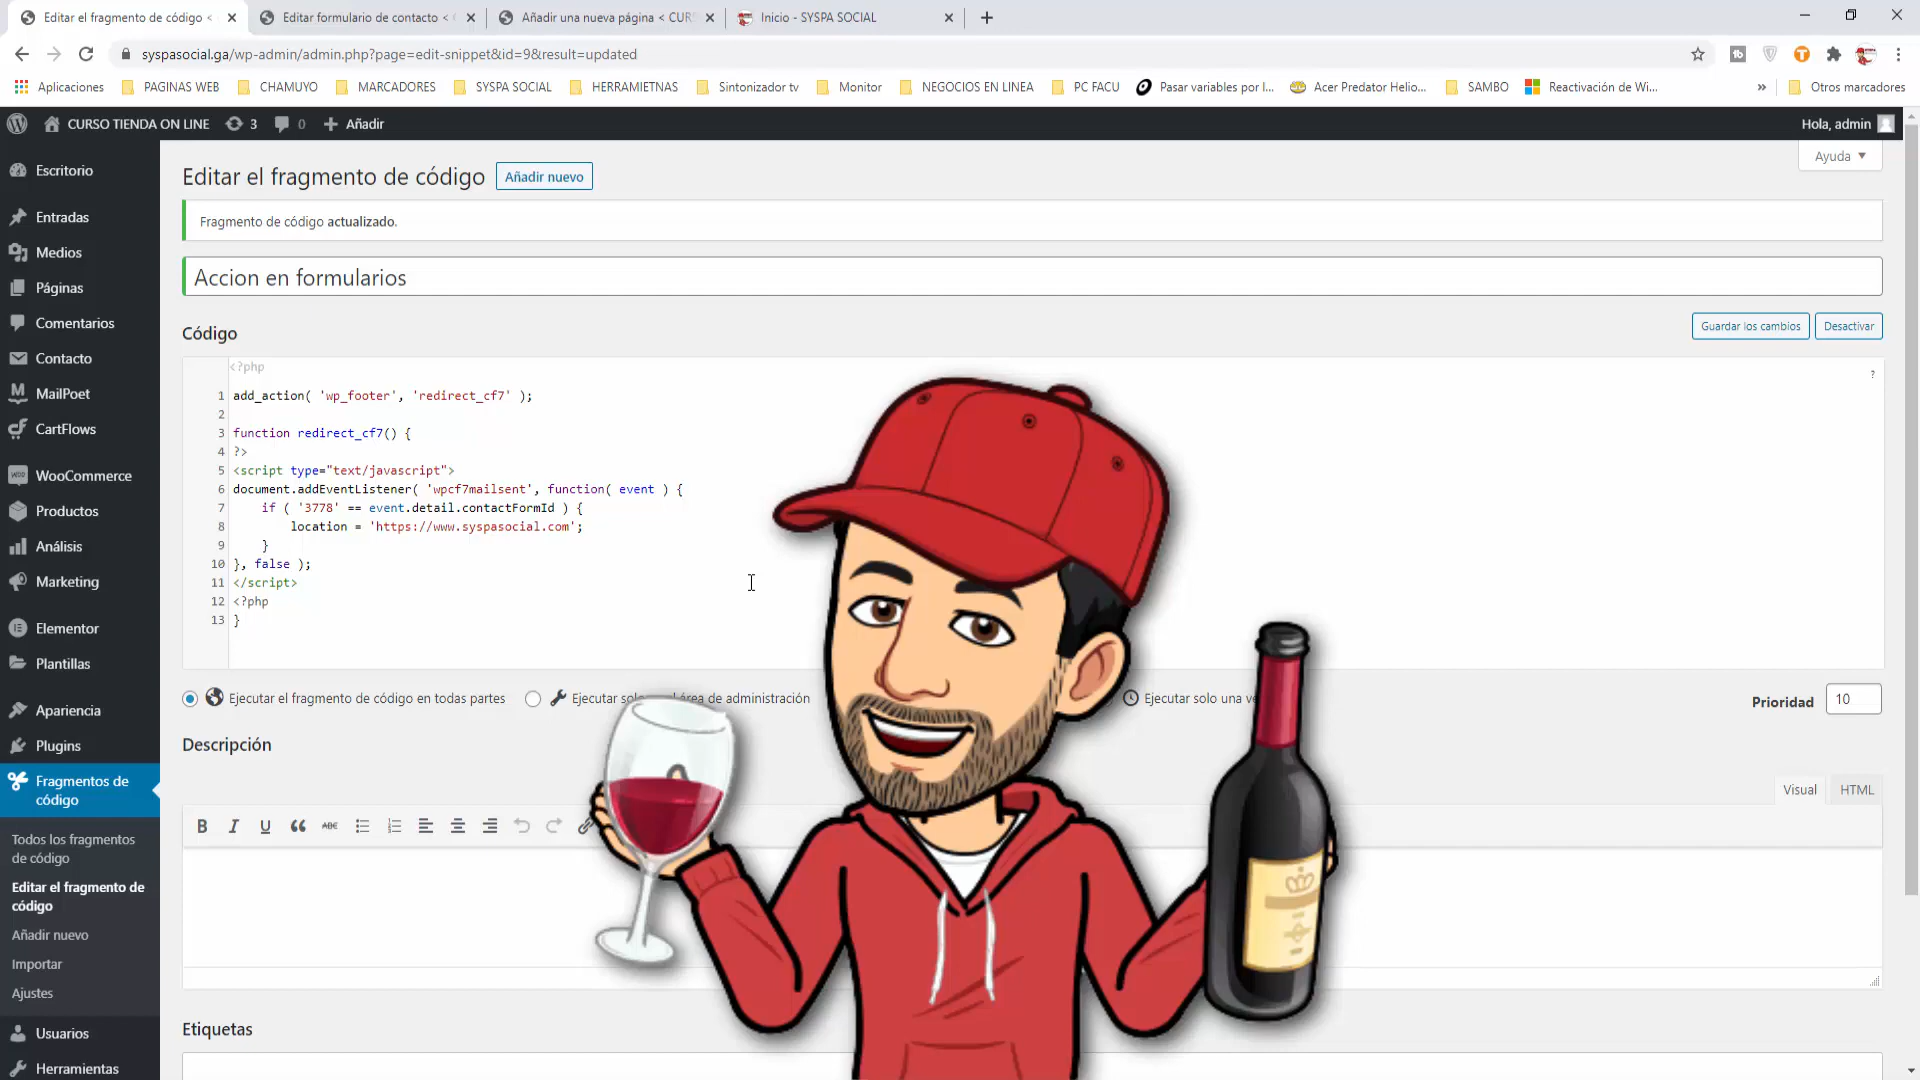 Editar el fragmento de código <
Editar formulario de contacto <
Añadir una nueva página < CUR
Inicio - SYSPA SOCIAL
syspasocial.ga/wp-admin/admin.php?page=edit-snippet&id=9&result=updated
Aplicaciones
PAGINAS WEB
CHAMUYO
MARCADORES
SYSPA SOCIAL
HERRAMIETNAS
Sintonizador tv
Monitor
NEGOCIOS EN LINEA
PC FACU
Pasar variables por l...
Acer Predator Helio...
SAMBO
Reactivación de Wi...
»
Otros marcadores
CURSO TIENDA ON LINE
3
0
Añadir
Hola, admin
Escritorio
Entradas
Medios
Páginas
Comentarios
Contacto
MailPoet
CartFlows
WooCommerce
Productos
Análisis
Marketing
Elementor
Plantillas
Apariencia
Plugins
Fragmentos de
código
Todos los fragmentos
de código
Editar el fragmento de
código
Añadir nuevo
Importar
Ajustes
Usuarios
Herramientas
Ayuda
Editar el fragmento de código
Añadir nuevo
Fragmento de código actualizado.
Accion en formularios
Código
Guardar los cambios
Desactivar
<?php
?
1 add_action( 'wp_footer', 'redirect_cf7' );
2
3 function redirect_cf7() {
4 ?>
5 <script type="text/javascript">
6 document.addEventListener( 'wpcf7mailsent', function( event ) {
7 if ( '3778' == event.detail.contactFormId ) {
8 location = 'https://www.syspasocial.com';
9 }
10 }, false );
11 </script>
12 <?php
13 }
Ejecutar el fragmento de código en todas partes
Ejecutar solo área de administración
Ejecutar solo una
Prioridad
10
Descripción
Visual
HTML
B I U ABC
Etiquetas